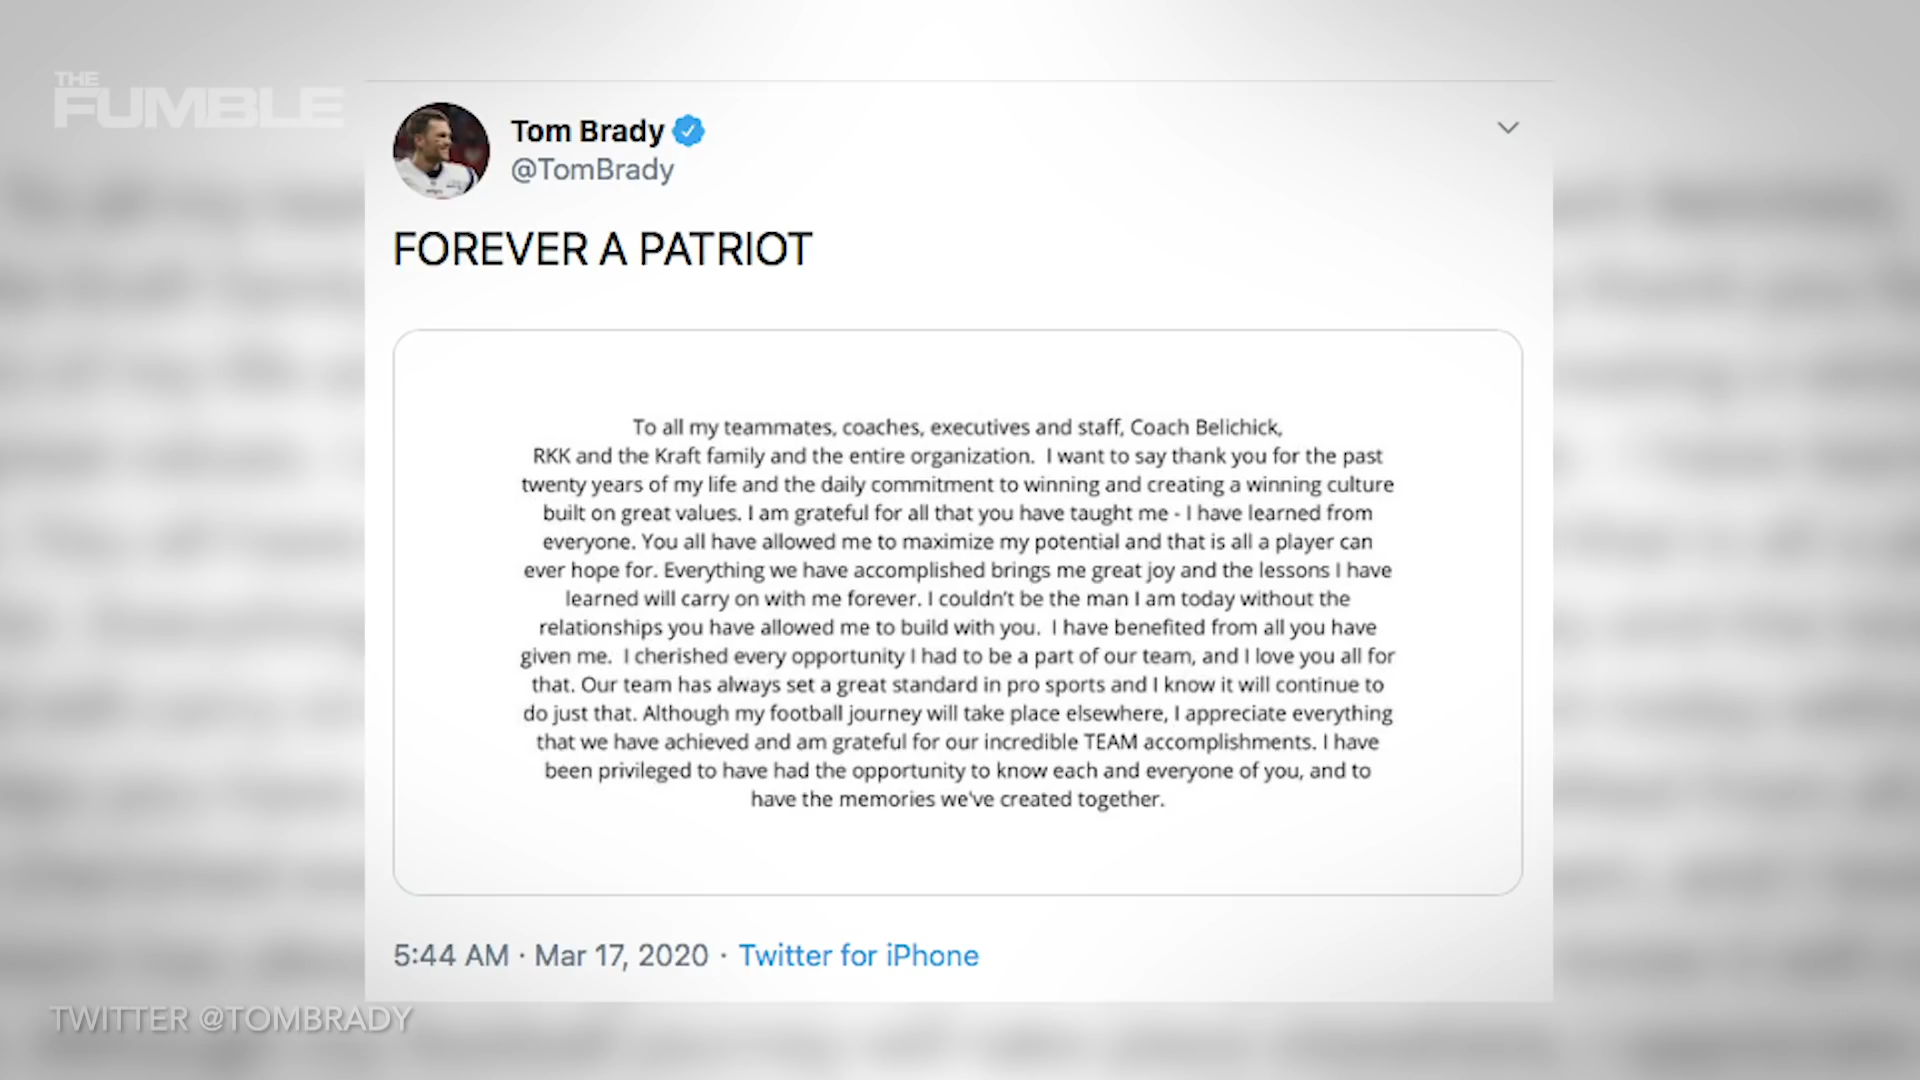 THE
FUMBLE
Tom Brady
@TomBrady
FOREVER A PATRIOT
To all my teammates, coaches, executives and staff, Coach Belichick,
RKK and the Kraft family and the entire organization.  I want to say thank you for the past
twenty years of my life and the daily commitment to winning and creating a winning culture
built on great values. I am grateful for all that you have taught me - I have learned from
everyone. You all have allowed me to maximize my potential and that is all a player can
ever hope for. Everything we have accomplished brings me great joy and the lessons I have
learned will carry on with me forever. I couldn't be the man I am today without the
relationships you have allowed me to build with you.  I have benefited from all you have
given me.  I cherished every opportunity I had to be a part of our team, and I love you all for
that. Our team has always set a great standard in pro sports and I know it will continue to
do just that. Although my football journey will take place elsewhere, I appreciate everything
that we have achieved and am grateful for our incredible TEAM accomplishments. I have
been privileged to have had the opportunity to know each and everyone of you, and to
have the memories we've created together.
5:44 AM · Mar 17, 2020 · Twitter for iPhone
TWITTER @TOMBRADY